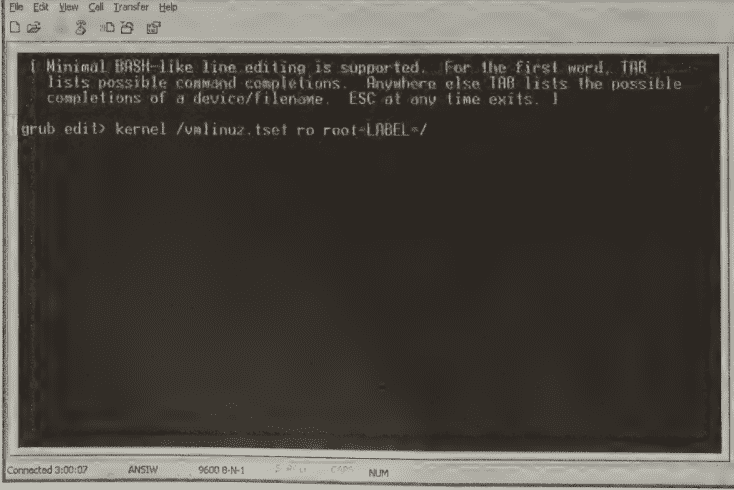 File Edit View Call Transfer Help
[ Minimal BASH-like line editing is supported. For the first word, TAB
lists possible command completions. Anywhere else TAB lists the possible
completions of a device/filename. ESC at any time exits. ]
grub edit> kernel /vmlinuz.tset ro root=LABEL=/
Connected 3:00:07 ANSIW 9600 8-N-1 NUM